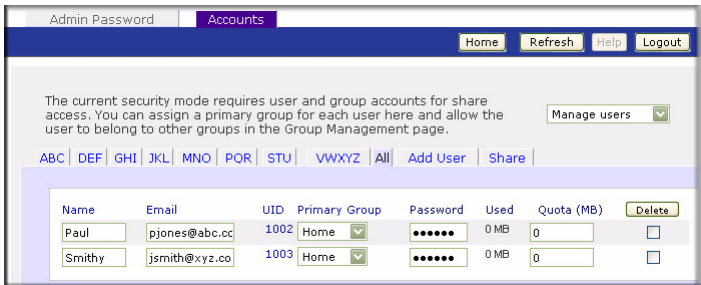 Admin Password Accounts
Home Refresh Help Logout
The current security mode requires user and group accounts for share
access. You can assign a primary group for each user here and allow the
user to belong to other groups in the Group Management page.
Manage users
ABC DEF GHI JKL MNO PQR STU VWXYZ All Add User Share
Name Email UID Primary Group Password Used Quota (MB) Delete
Paul pjones@abc.cc 1002 Home ●●●●●● 0 MB 0
Smithy jsmith@xyz.co 1003 Home ●●●●●● 0 MB 0